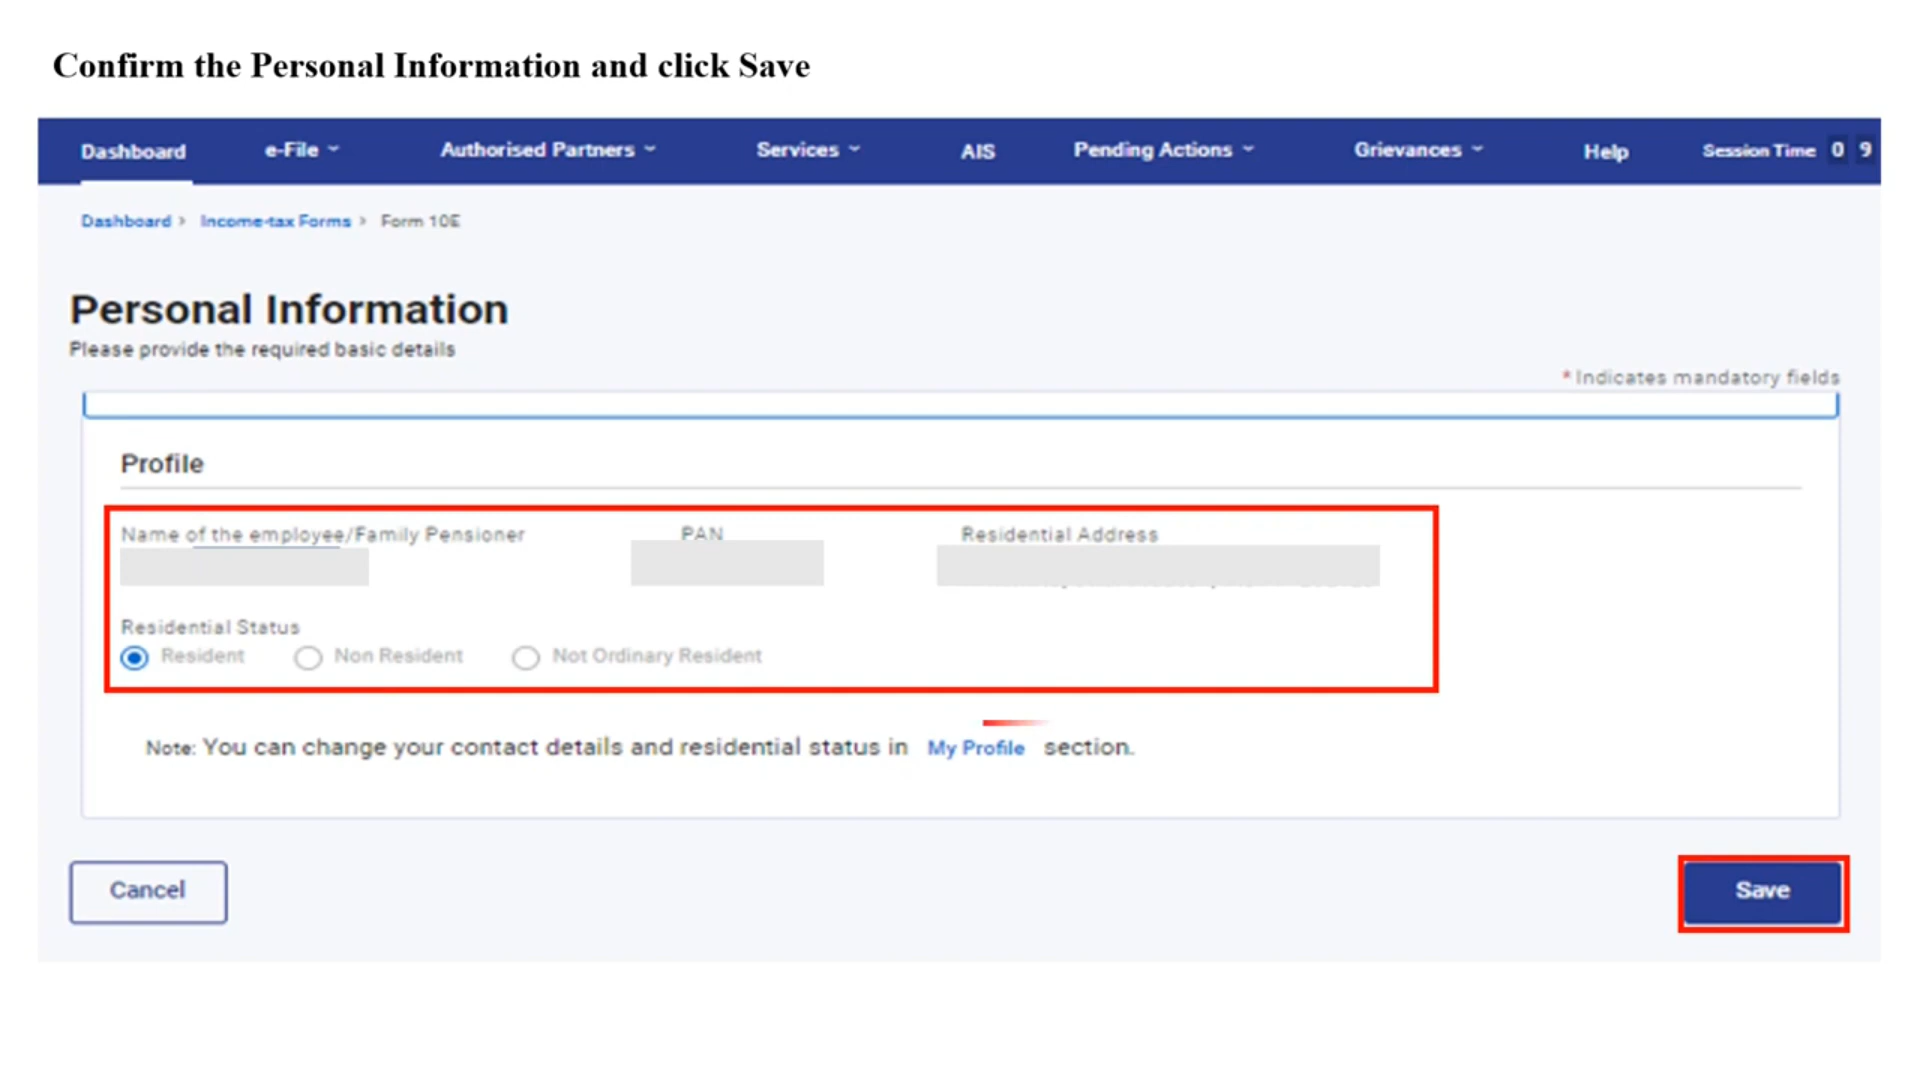 Confirm the Personal Information and click Save
Dashboard e-File Authorised Partners Services AIS Pending Actions Grievances Help Session Time 0 9
Dashboard > Income-tax Forms > Form 10E
Personal Information
Please provide the required basic details
* Indicates mandatory fields
Profile
Name of the employee/Family Pensioner PAN Residential Address
Residential Status
Resident Non Resident Not Ordinary Resident
Note: You can change your contact details and residential status in My Profile section.
Cancel Save